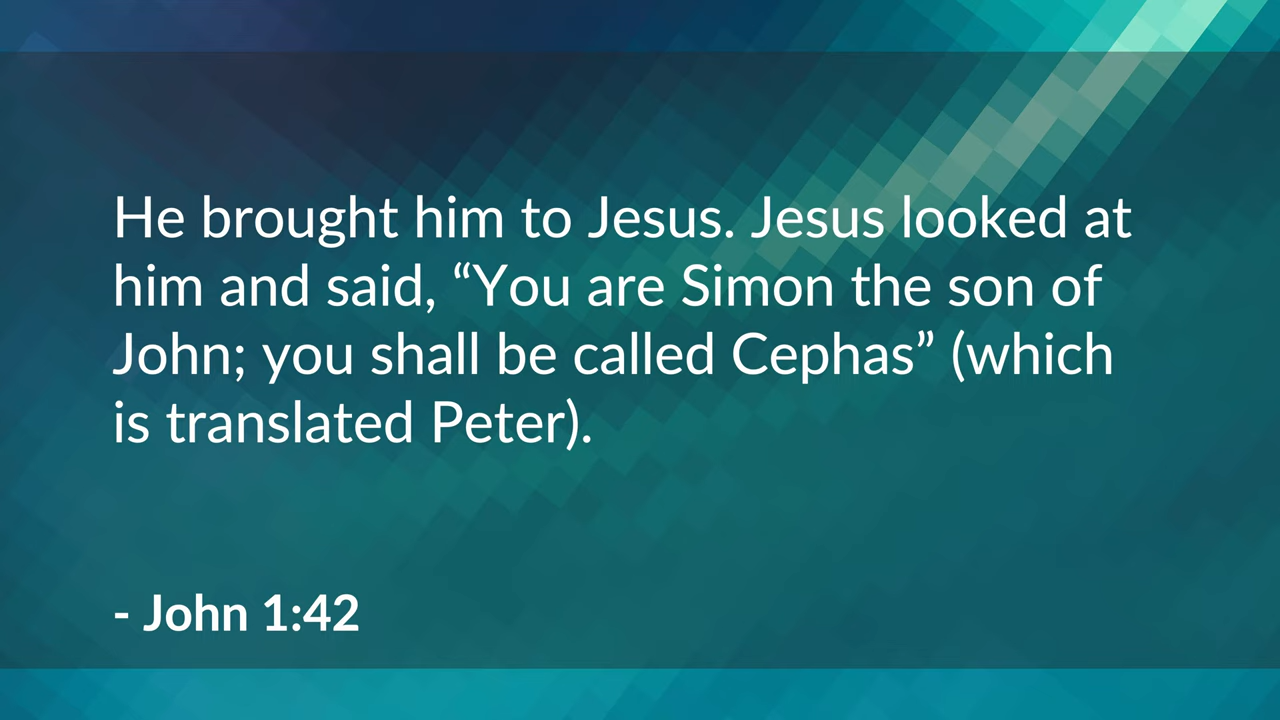 He brought him to Jesus. Jesus looked at
him and said, “You are Simon the son of
John; you shall be called Cephas” (which
is translated Peter).
- John 1:42